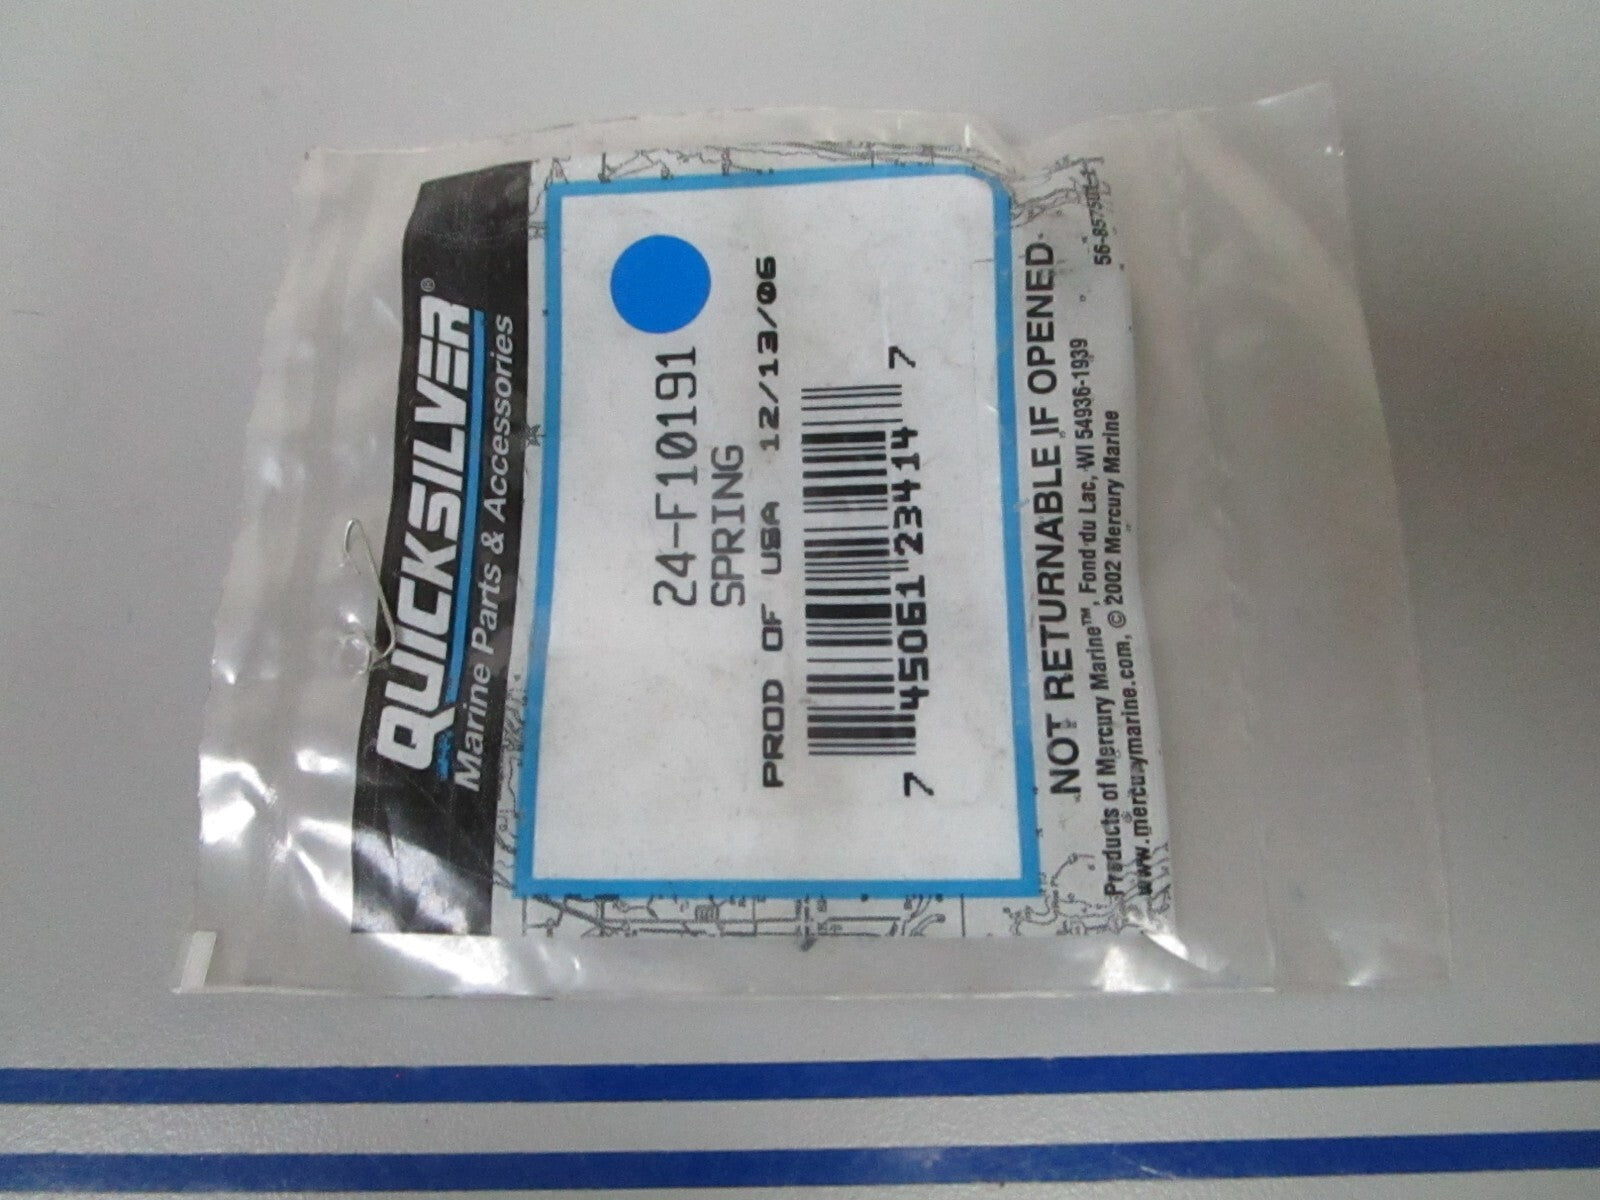 QUICKSILVER®
Marine Parts & Accessories
24-F10191
SPRING
PROD OF USA 12/13/06
7 45061 23414 7
NOT RETURNABLE IF OPENED
Products of Mercury Marine™, Fond du Lac, WI 54936-1939
www.mercurymarine.com, © 2002 Mercury Marine